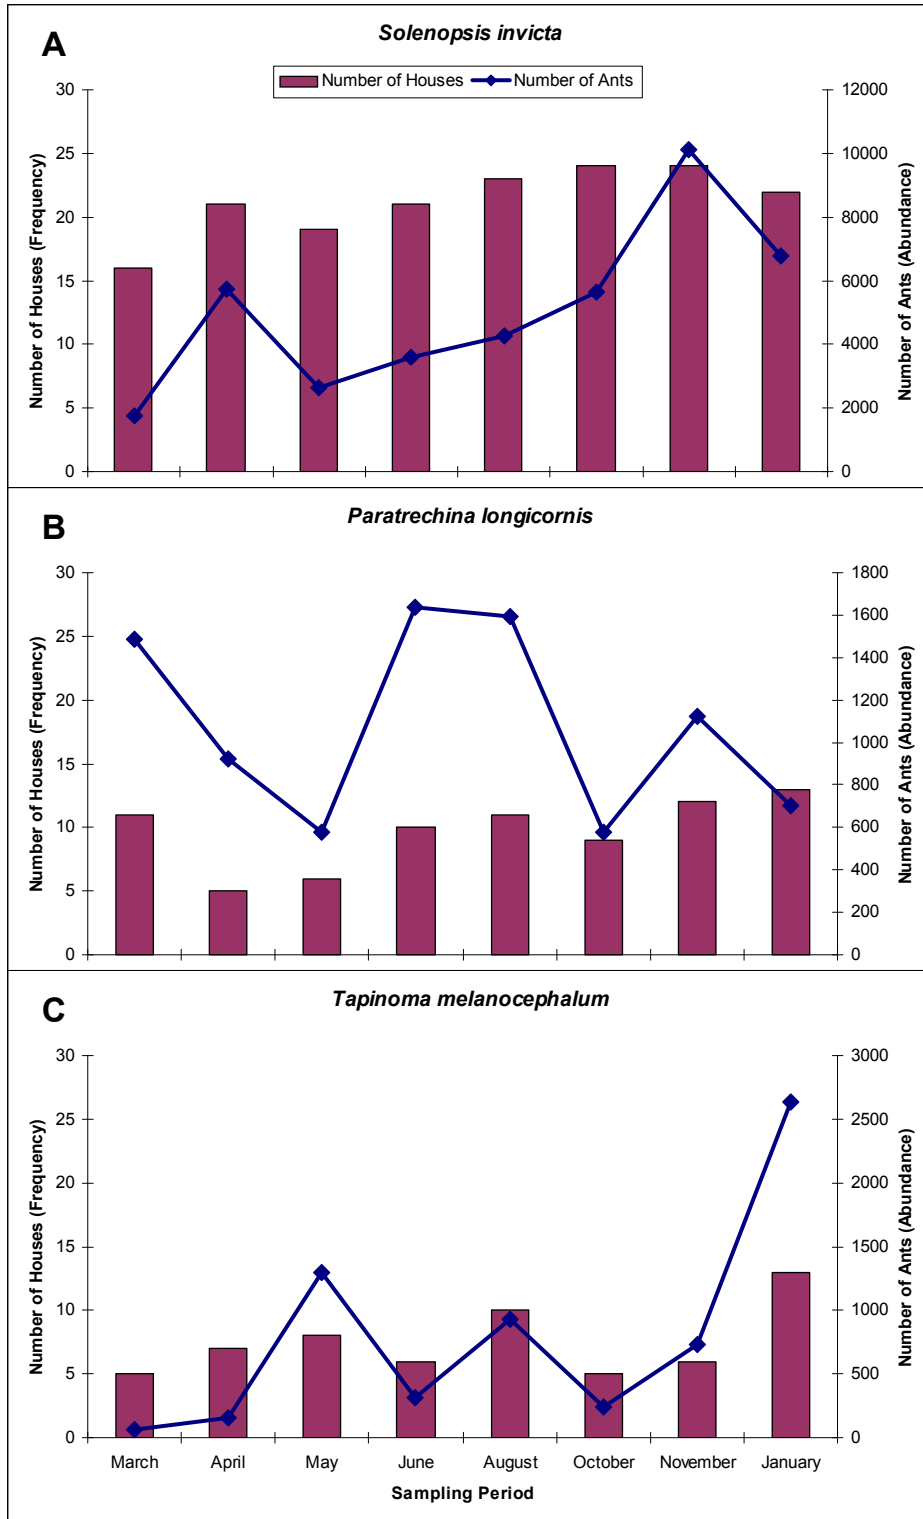 A
Solenopsis invicta
Number of Houses
Number of Ants
30
25
20
15
10
5
0
Number of Houses (Frequency)
12000
10000
8000
6000
4000
2000
0
Number of Ants (Abundance)
B
Paratrechina longicornis
30
25
20
15
10
5
0
Number of Houses (Frequency)
1800
1600
1400
1200
1000
800
600
400
200
0
Number of Ants (Abundance)
C
Tapinoma melanocephalum
30
25
20
15
10
5
0
Number of Houses (Frequency)
3000
2500
2000
1500
1000
500
0
Number of Ants (Abundance)
March April May June August October November January
Sampling Period